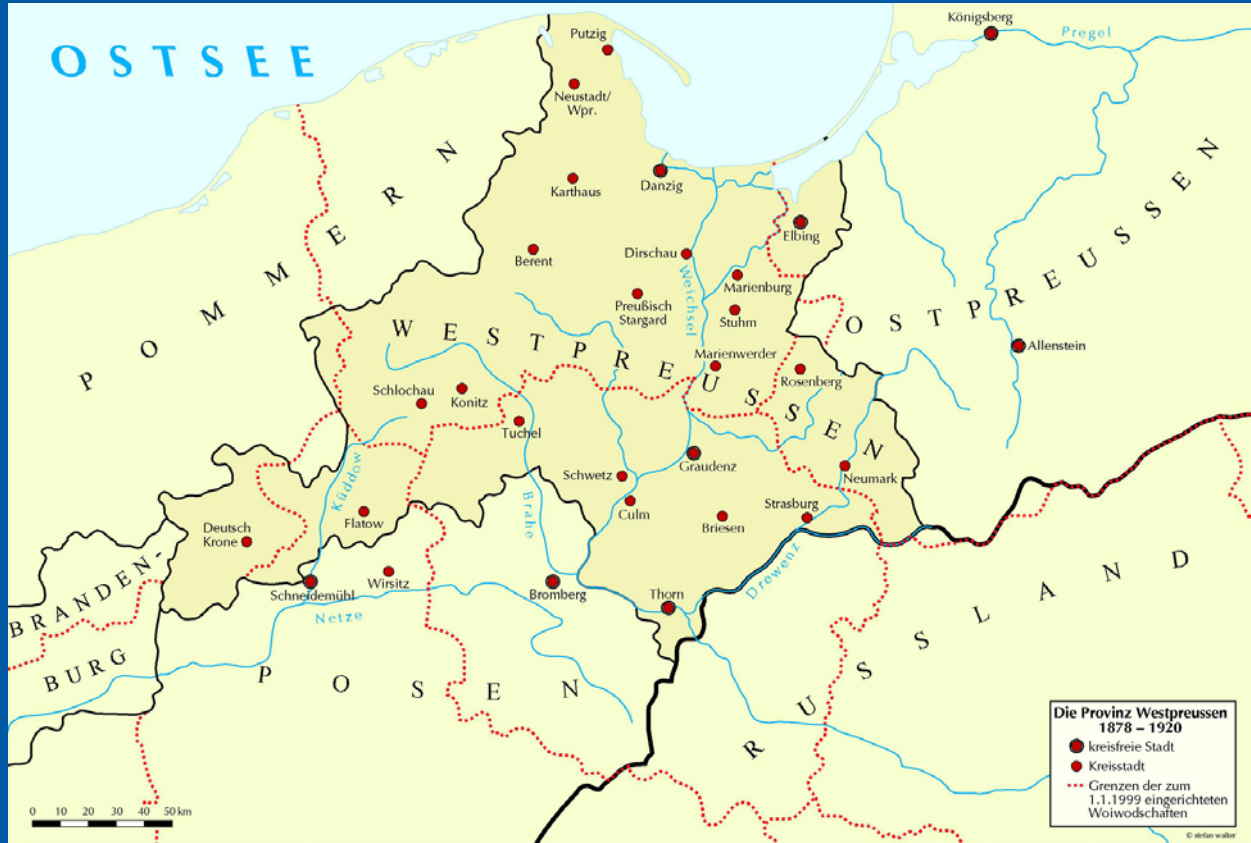 OSTSEE
Königsberg
Pregel
Putzig
Neustadt/
Wpr.
Karthaus
Danzig
POMMERN
Elbing
Berent
Dirschau
Weichsel
Marienburg
Preußisch
Stargard
Stuhm
OSTPREUSSEN
Allenstein
WESTPREUSSEN
Marienwerder
Rosenberg
Schlochau
Konitz
Tuchel
Graudenz
Neumark
Küddow
Schwetz
Brahe
Culm
Briesen
Strasburg
Flatow
Deutsch
Krone
Drewenz
BRANDEN-
BURG
Schneidemühl
Wirsitz
Bromberg
Thorn
Netze
POSEN
RUSSLAND
Die Provinz Westpreussen
1878 – 1920
kreisfreie Stadt
Kreisstadt
Grenzen der zum
1.1.1999 eingerichteten
Woiwodschaften
0 10 20 30 40 50 km
© stefan walter